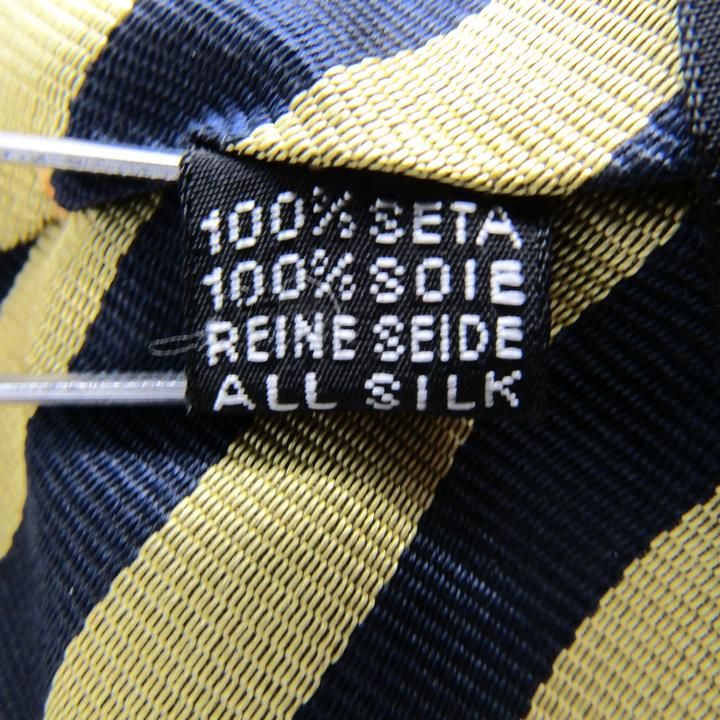 100% SETA
100% SOIE
REINE SEIDE
ALL SILK